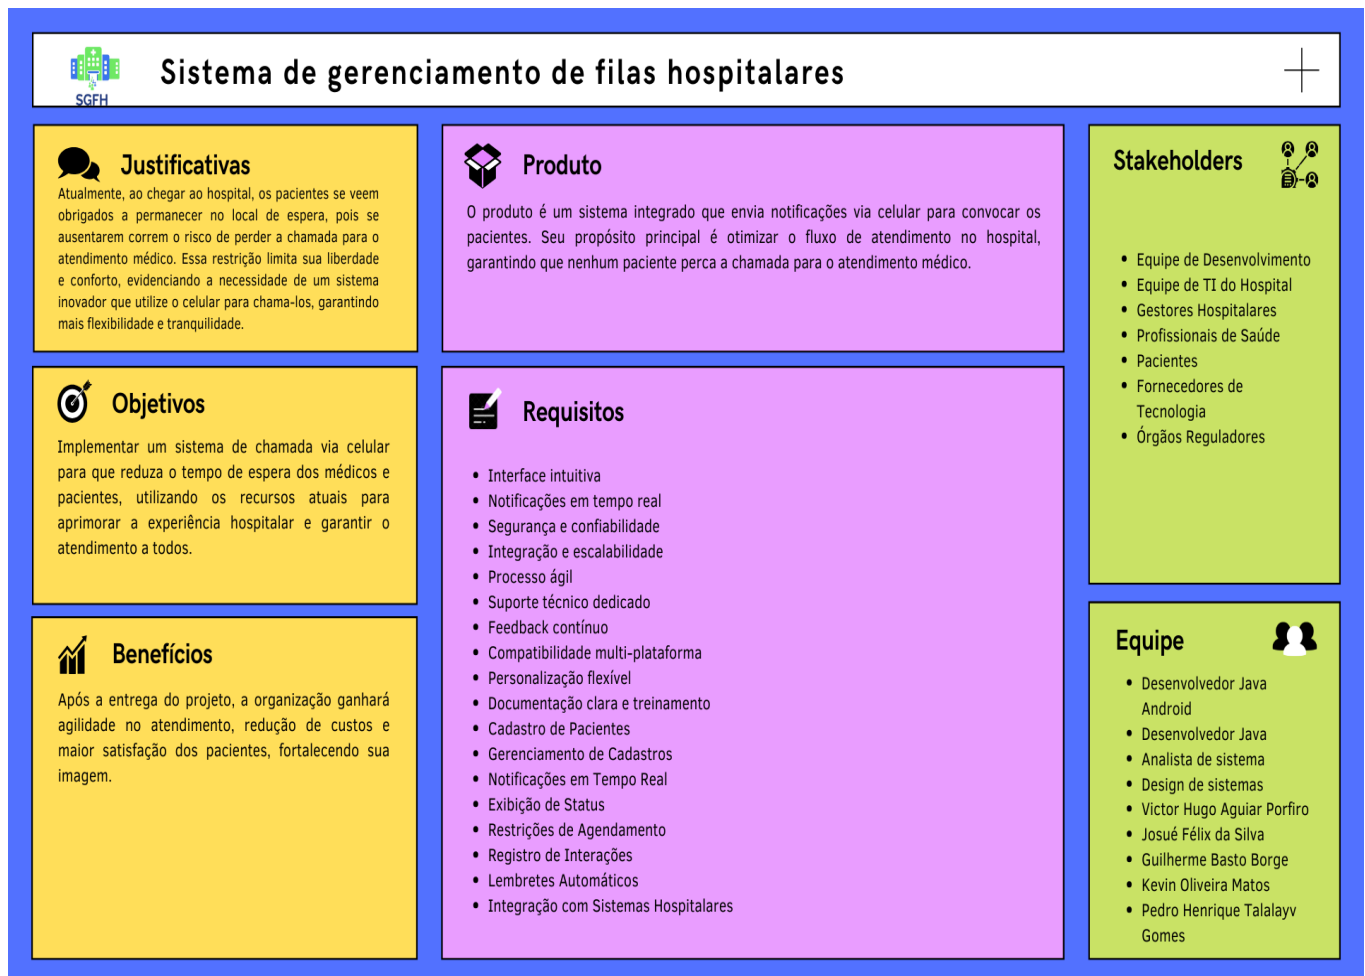 SGFH
Sistema de gerenciamento de filas hospitalares
Justificativas
Atualmente, ao chegar ao hospital, os pacientes se veem
obrigados a permanecer no local de espera, pois se
ausentarem correm o risco de perder a chamada para o
atendimento médico. Essa restrição limita sua liberdade
e conforto, evidenciando a necessidade de um sistema
inovador que utilize o celular para chama-los, garantindo
mais flexibilidade e tranquilidade.
Objetivos
Implementar um sistema de chamada via celular
para que reduza o tempo de espera dos médicos e
pacientes, utilizando os recursos atuais para
aprimorar a experiência hospitalar e garantir o
atendimento a todos.
Benefícios
Após a entrega do projeto, a organização ganhará
agilidade no atendimento, redução de custos e
maior satisfação dos pacientes, fortalecendo sua
imagem.
Produto
O produto é um sistema integrado que envia notificações via celular para convocar os
pacientes. Seu propósito principal é otimizar o fluxo de atendimento no hospital,
garantindo que nenhum paciente perca a chamada para o atendimento médico.
Requisitos
• Interface intuitiva
• Notificações em tempo real
• Segurança e confiabilidade
• Integração e escalabilidade
• Processo ágil
• Suporte técnico dedicado
• Feedback contínuo
• Compatibilidade multi-plataforma
• Personalização flexível
• Documentação clara e treinamento
• Cadastro de Pacientes
• Gerenciamento de Cadastros
• Notificações em Tempo Real
• Exibição de Status
• Restrições de Agendamento
• Registro de Interações
• Lembretes Automáticos
• Integração com Sistemas Hospitalares
Stakeholders
• Equipe de Desenvolvimento
• Equipe de TI do Hospital
• Gestores Hospitalares
• Profissionais de Saúde
• Pacientes
• Fornecedores de
Tecnologia
• Órgãos Reguladores
Equipe
• Desenvolvedor Java
Android
• Desenvolvedor Java
• Analista de sistema
• Design de sistemas
• Victor Hugo Aguiar Porfiro
• Josué Félix da Silva
• Guilherme Basto Borge
• Kevin Oliveira Matos
• Pedro Henrique Talalayv
Gomes